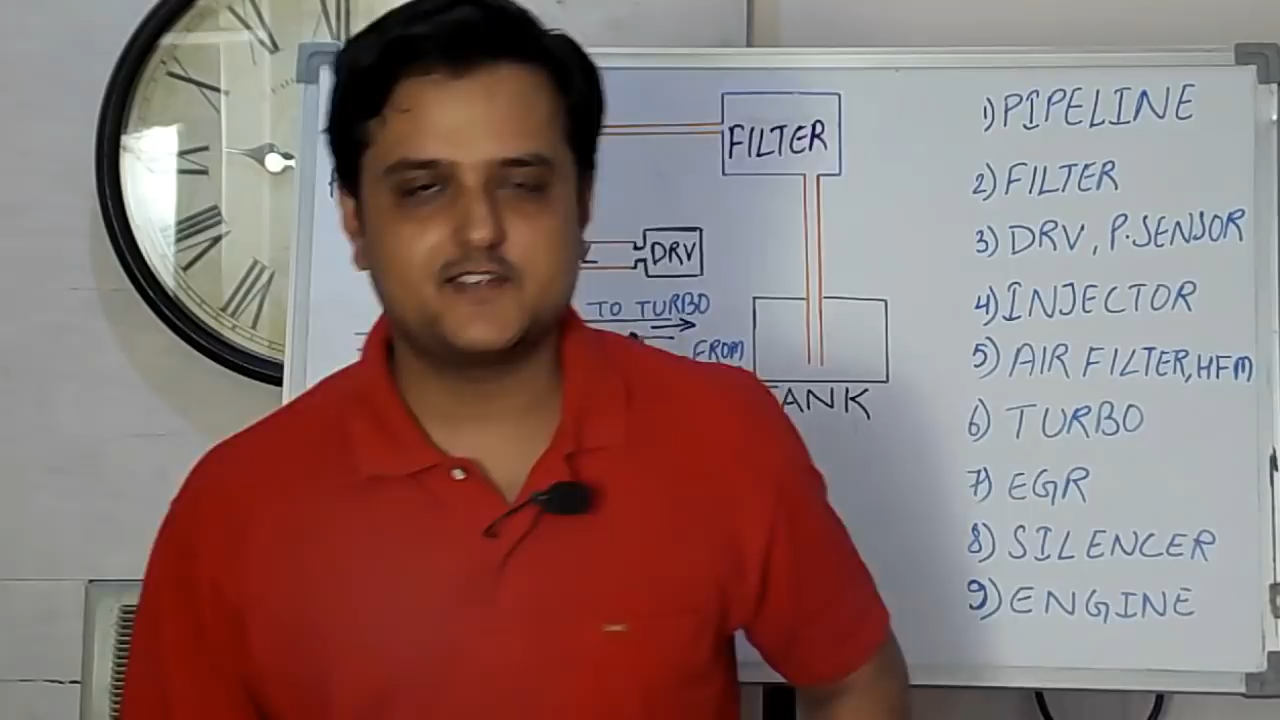 FILTER
DRV
TO TURBO
FROM
1) PIPELINE
2) FILTER
3) DRV, P.SENSOR
4) INJECTOR
5) AIR FILTER, HFM
6) TURBO
7) EGR
8) SILENCER
9) ENGINE